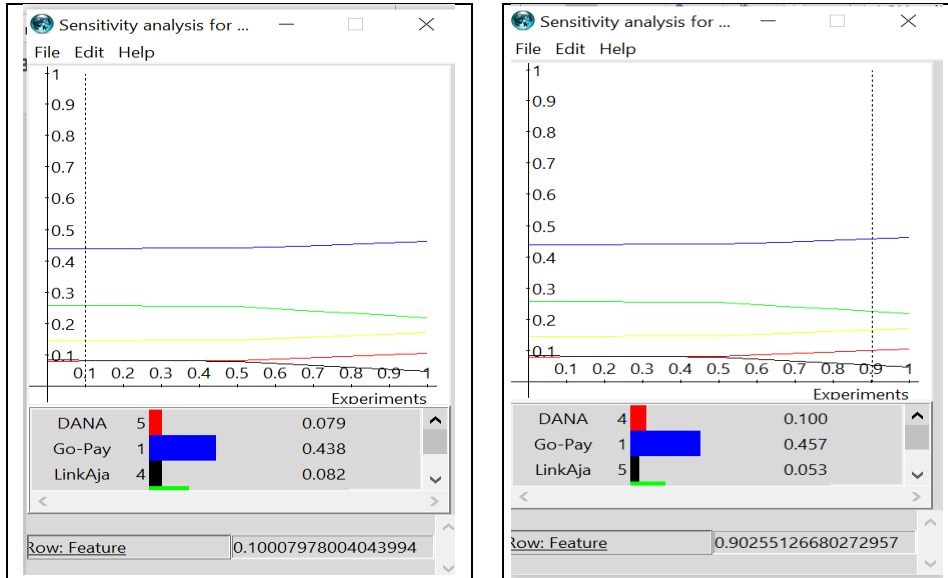 Sensitivity analysis for ...
File Edit Help
1
0.9
0.8
0.7
0.6
0.5
0.4
0.3
0.2
0.1
0.1 0.2 0.3 0.4 0.5 0.6 0.7 0.8 0.9 1
Experiments
DANA 5 0.079
Go-Pay 1 0.438
LinkAja 4 0.082
Row: Feature 0.10007978004043994
Sensitivity analysis for ...
File Edit Help
1
0.9
0.8
0.7
0.6
0.5
0.4
0.3
0.2
0.1
0.1 0.2 0.3 0.4 0.5 0.6 0.7 0.8 0.9 1
Experiments
DANA 4 0.100
Go-Pay 1 0.457
LinkAja 5 0.053
Row: Feature 0.90255126680272957